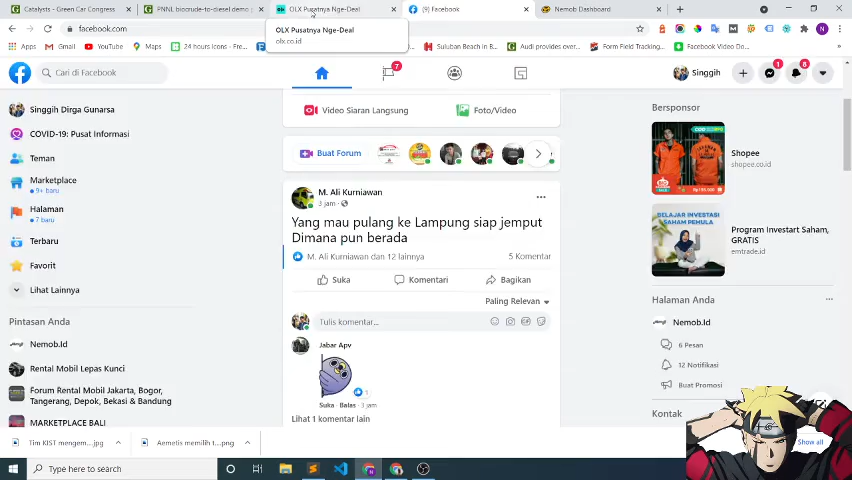 Catalysts - Green Car Congress
PNNL biocrude-to-diesel demo
OLX Pusatnya Nge-Deal
(9) Facebook
Nemob Dashboard
facebook.com
OLX Pusatnya Nge-Deal
olx.co.id
Apps
Gmail
YouTube
Maps
24 hours Icons - Fre...
Suluban Beach in B...
Form Field Targeting...
Facebook Video Do...
Cari di Facebook
7
Singgih
1
8
Singgih Dirga Gunarsa
COVID-19: Pusat Informasi
Teman
Marketplace
9+ baru
Halaman
7 baru
Terbaru
Favorit
Lihat Lainnya
Pintasan Anda
Nemob.Id
Rental Mobil Lepas Kunci
Forum Rental Mobil Jakarta, Bogor,
Tangerang, Depok, Bekasi & Bandung
MARKETPLACE BALI
Video Siaran Langsung
Foto/Video
Buat Forum
M. Ali Kurniawan
3 jam
Yang mau pulang ke Lampung siap jemput
Dimana pun berada
M. Ali Kurniawan dan 12 lainnya
5 Komentar
Suka
Komentari
Bagikan
Paling Relevan
Tulis komentar...
Jabar Apv
1
Suka · Balas · 3 jam
Lihat 1 komentar lain
Bersponsor
Shopee
shopee.co.id
BELAJAR INVESTASI
SAHAM PEMULA
Program Investart Saham,
GRATIS
emtrade.id
Halaman Anda
Nemob.Id
6 Pesan
12 Notifikasi
Buat Promosi
Kontak
Tim KIST mengem....jpg
Aemetis memilih t....png
Show all
Type here to search